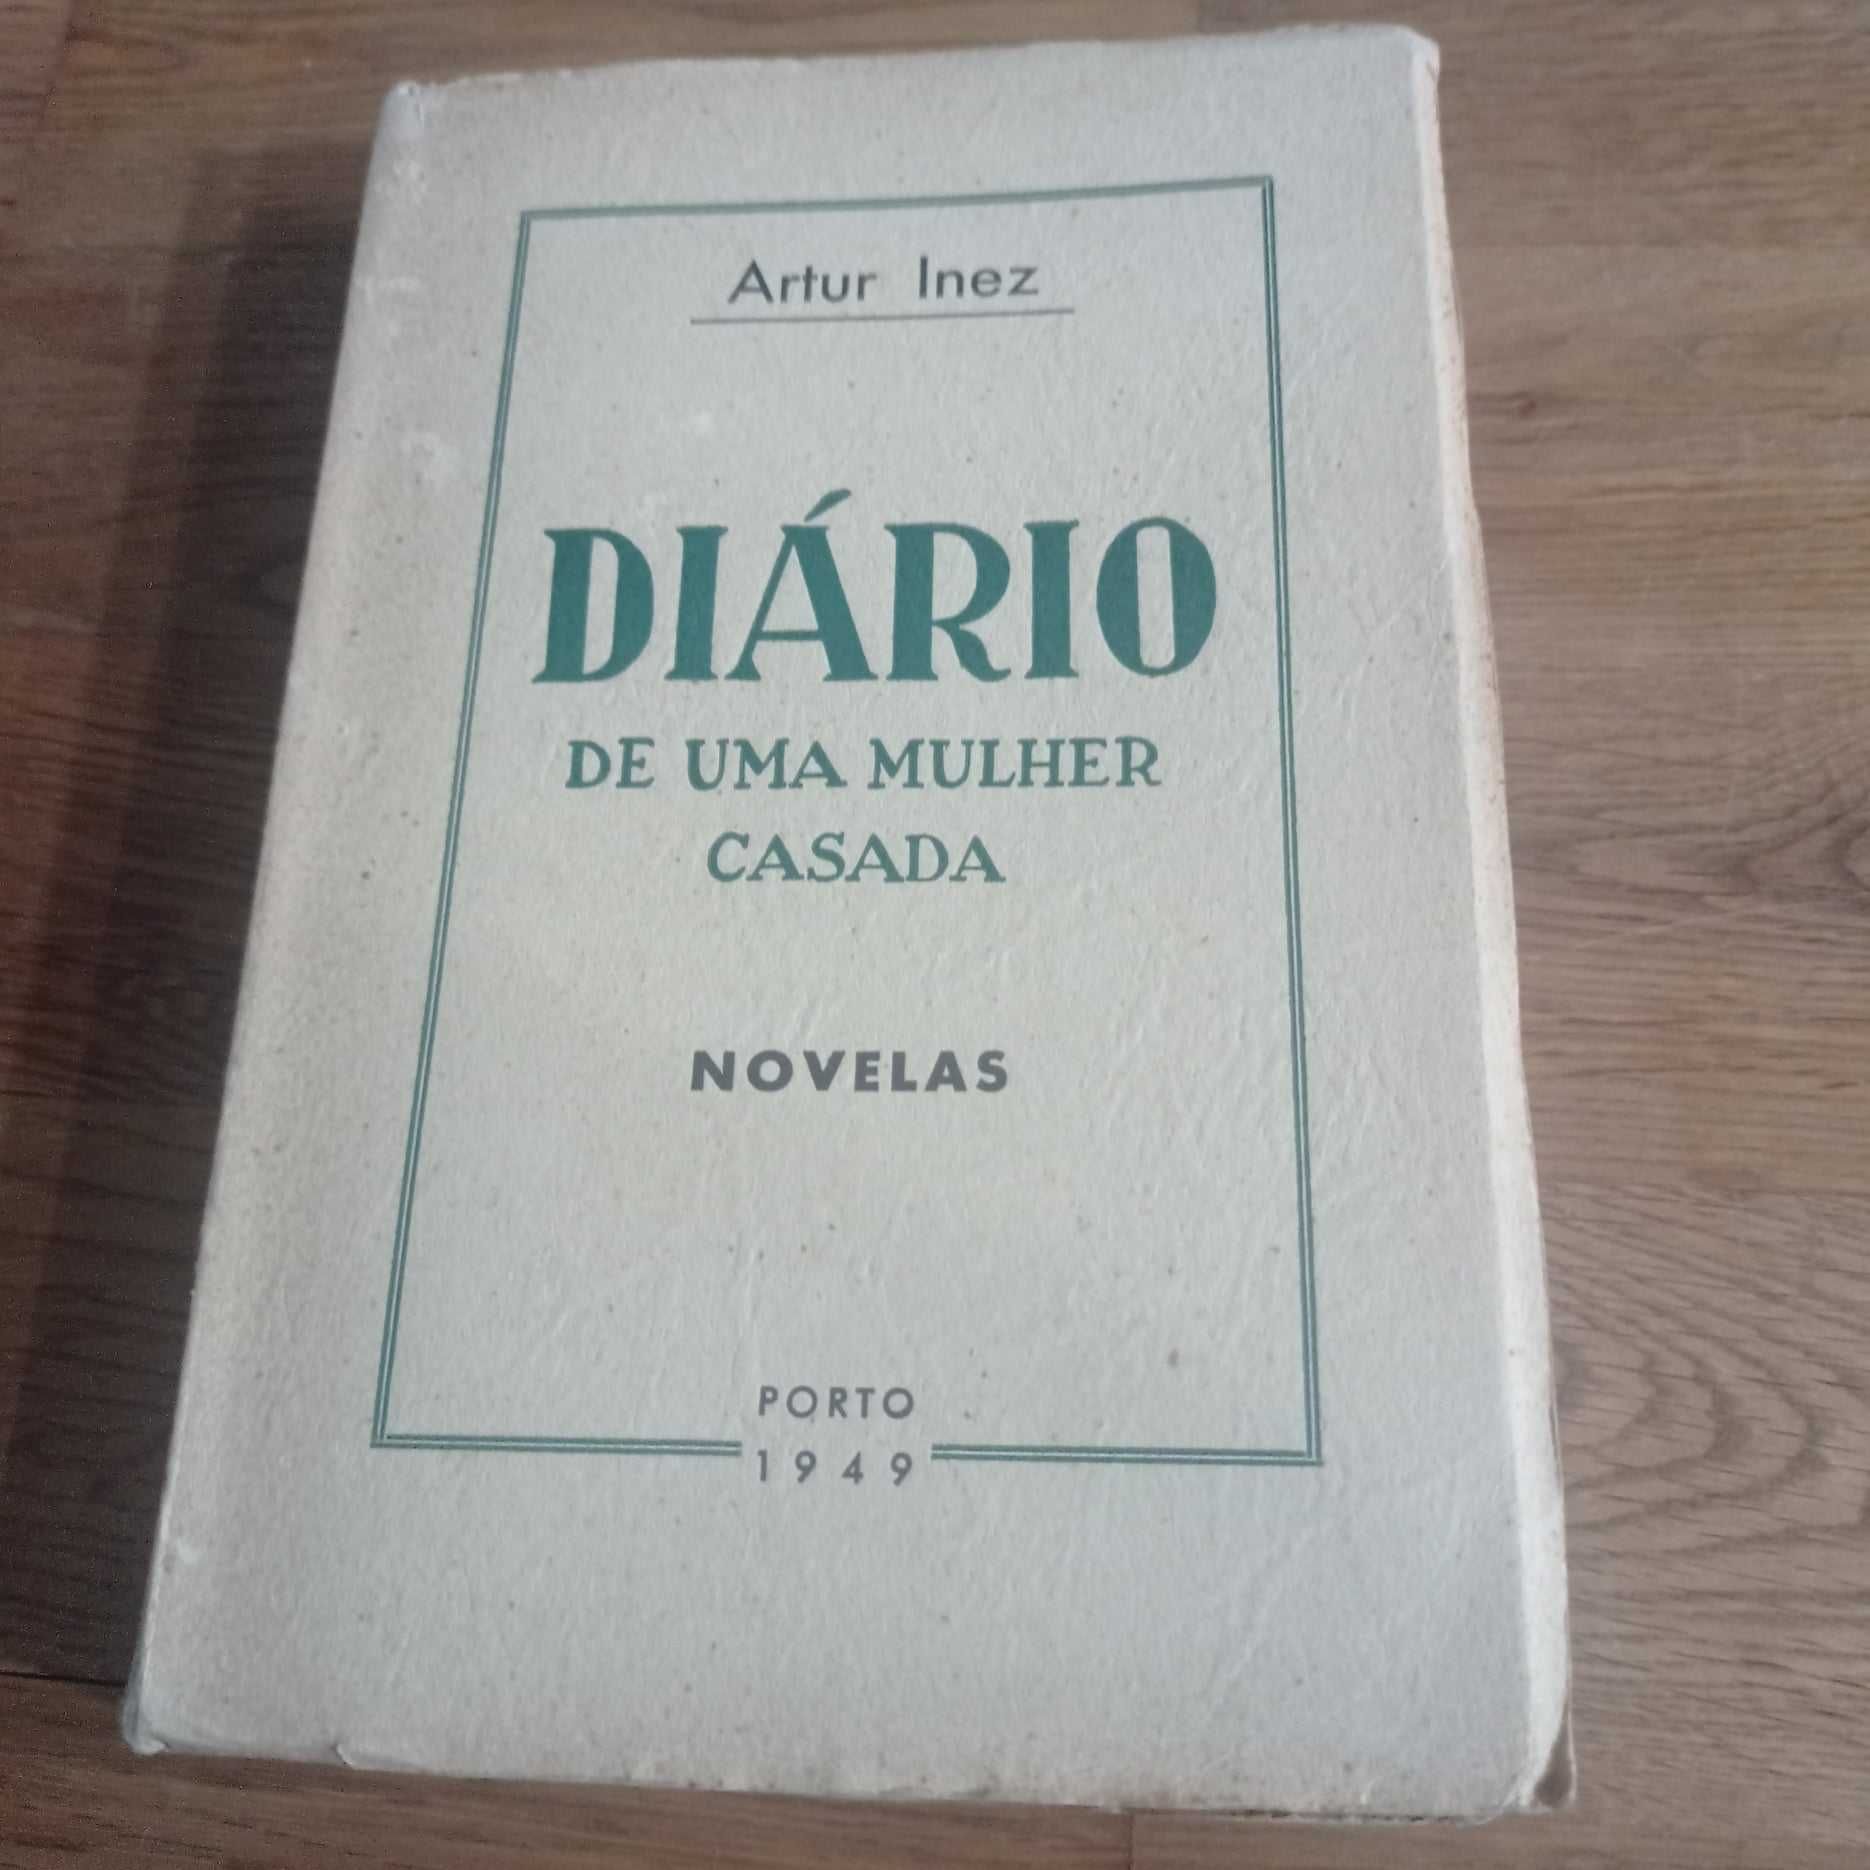 Artur Inez
DIÁRIO
DE UMA MULHER
CASADA
NOVELAS
PORTO
1949